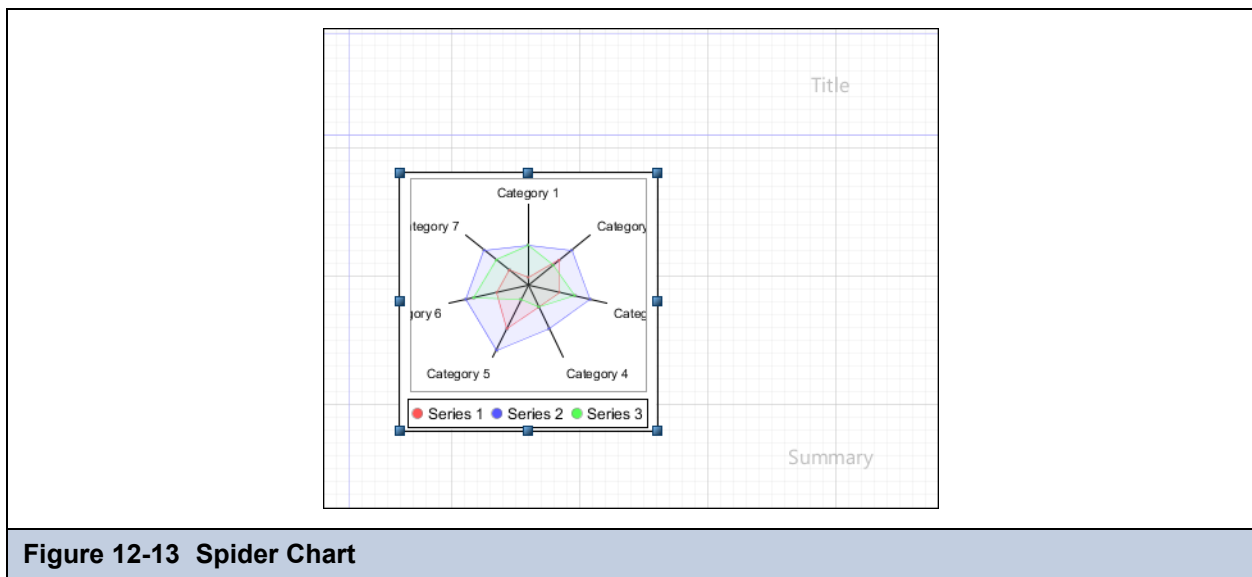 Title
Category 1
tegory 7
Category
gory 6
Categ
Category 5
Category 4
Series 1 Series 2 Series 3
Summary
Figure 12-13 Spider Chart